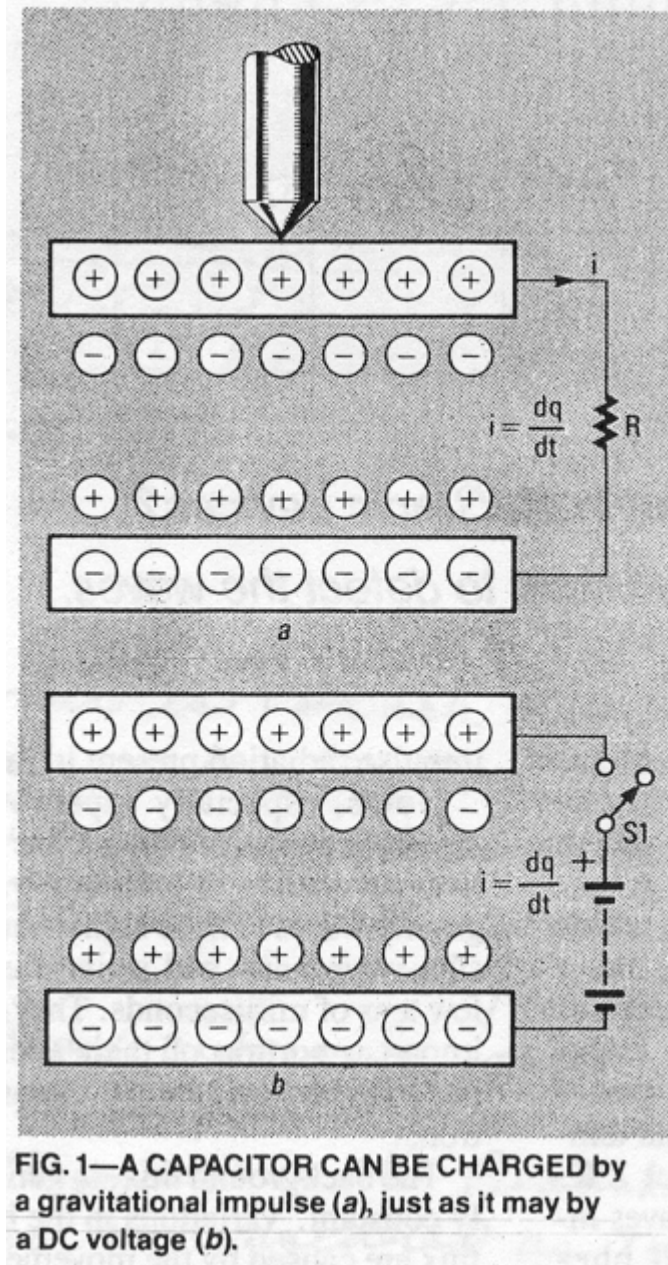 + + + + + + +
i
− − − − − − −
i = dq/dt R
+ + + + + + +
− − − − − − −
a
+ + + + + + +
− − − − − − −
S1
i = dq/dt +
+ + + + + + +
− − − − − − −
b
FIG. 1—A CAPACITOR CAN BE CHARGED by
a gravitational impulse (a), just as it may by
a DC voltage (b).